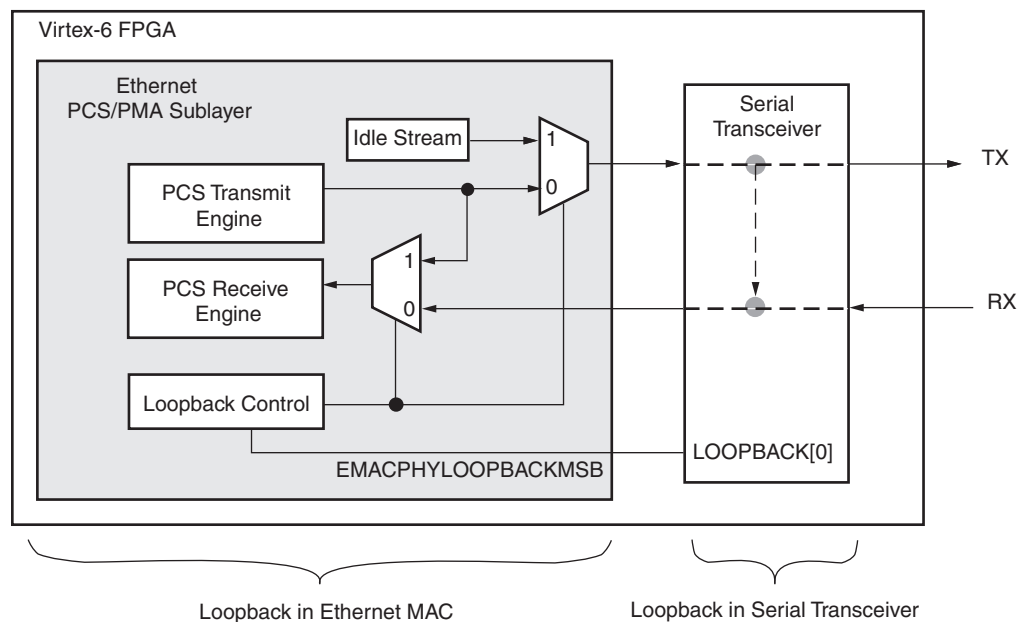 Virtex-6 FPGA
Ethernet
PCS/PMA Sublayer
Serial
Transceiver
Idle Stream
1
0
TX
PCS Transmit
Engine
1
0
PCS Receive
Engine
RX
Loopback Control
LOOPBACK[0]
EMACPHYLOOPBACKMSB
Loopback in Ethernet MAC
Loopback in Serial Transceiver